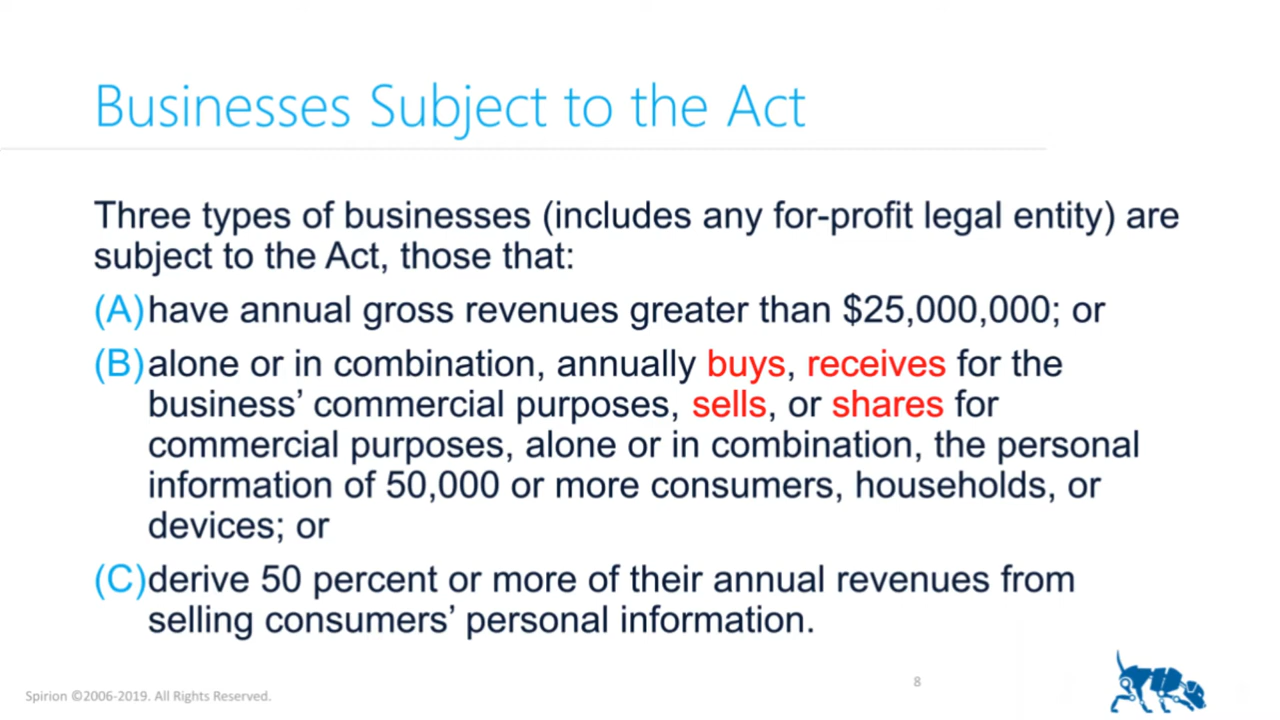 Businesses Subject to the Act
Three types of businesses (includes any for-profit legal entity) are
subject to the Act, those that:
(A) have annual gross revenues greater than $25,000,000; or
(B) alone or in combination, annually buys, receives for the
business’ commercial purposes, sells, or shares for
commercial purposes, alone or in combination, the personal
information of 50,000 or more consumers, households, or
devices; or
(C) derive 50 percent or more of their annual revenues from
selling consumers’ personal information.
Spirion ©2006-2019. All Rights Reserved.
8